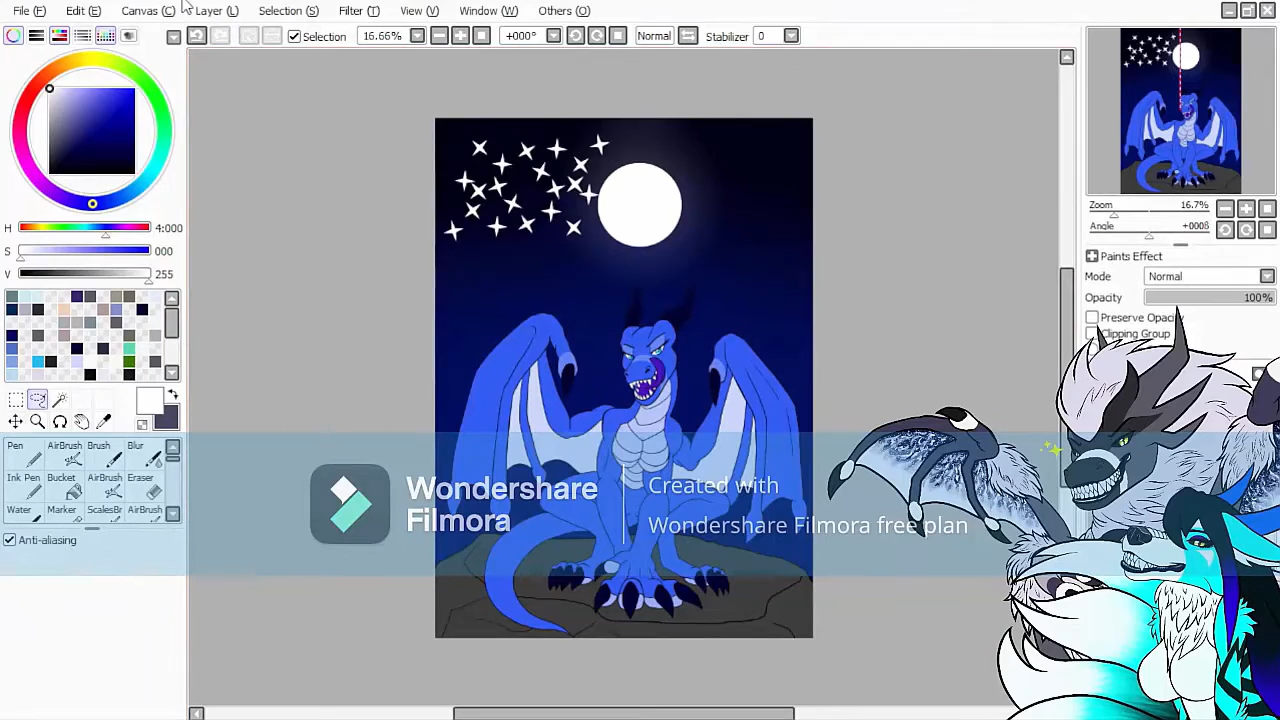 File (F) Edit (E) Canvas (C) Layer (L) Selection (S) Filter (T) View (V) Window (W) Others (O)
Selection 16.66% +000° Normal Stabilizer 0
H 4:000
S 000
V 255
Zoom 16.7%
Angle +000ß
Paints Effect
Mode Normal
Opacity 100%
Preserve Opaci
Clipping Group
Pen AirBrush Brush Blur
Ink Pen Bucket AirBrush Eraser
Water Marker Scales AirBrush
Anti-aliasing
Wondershare
Filmora
Created with
Wondershare Filmora free plan